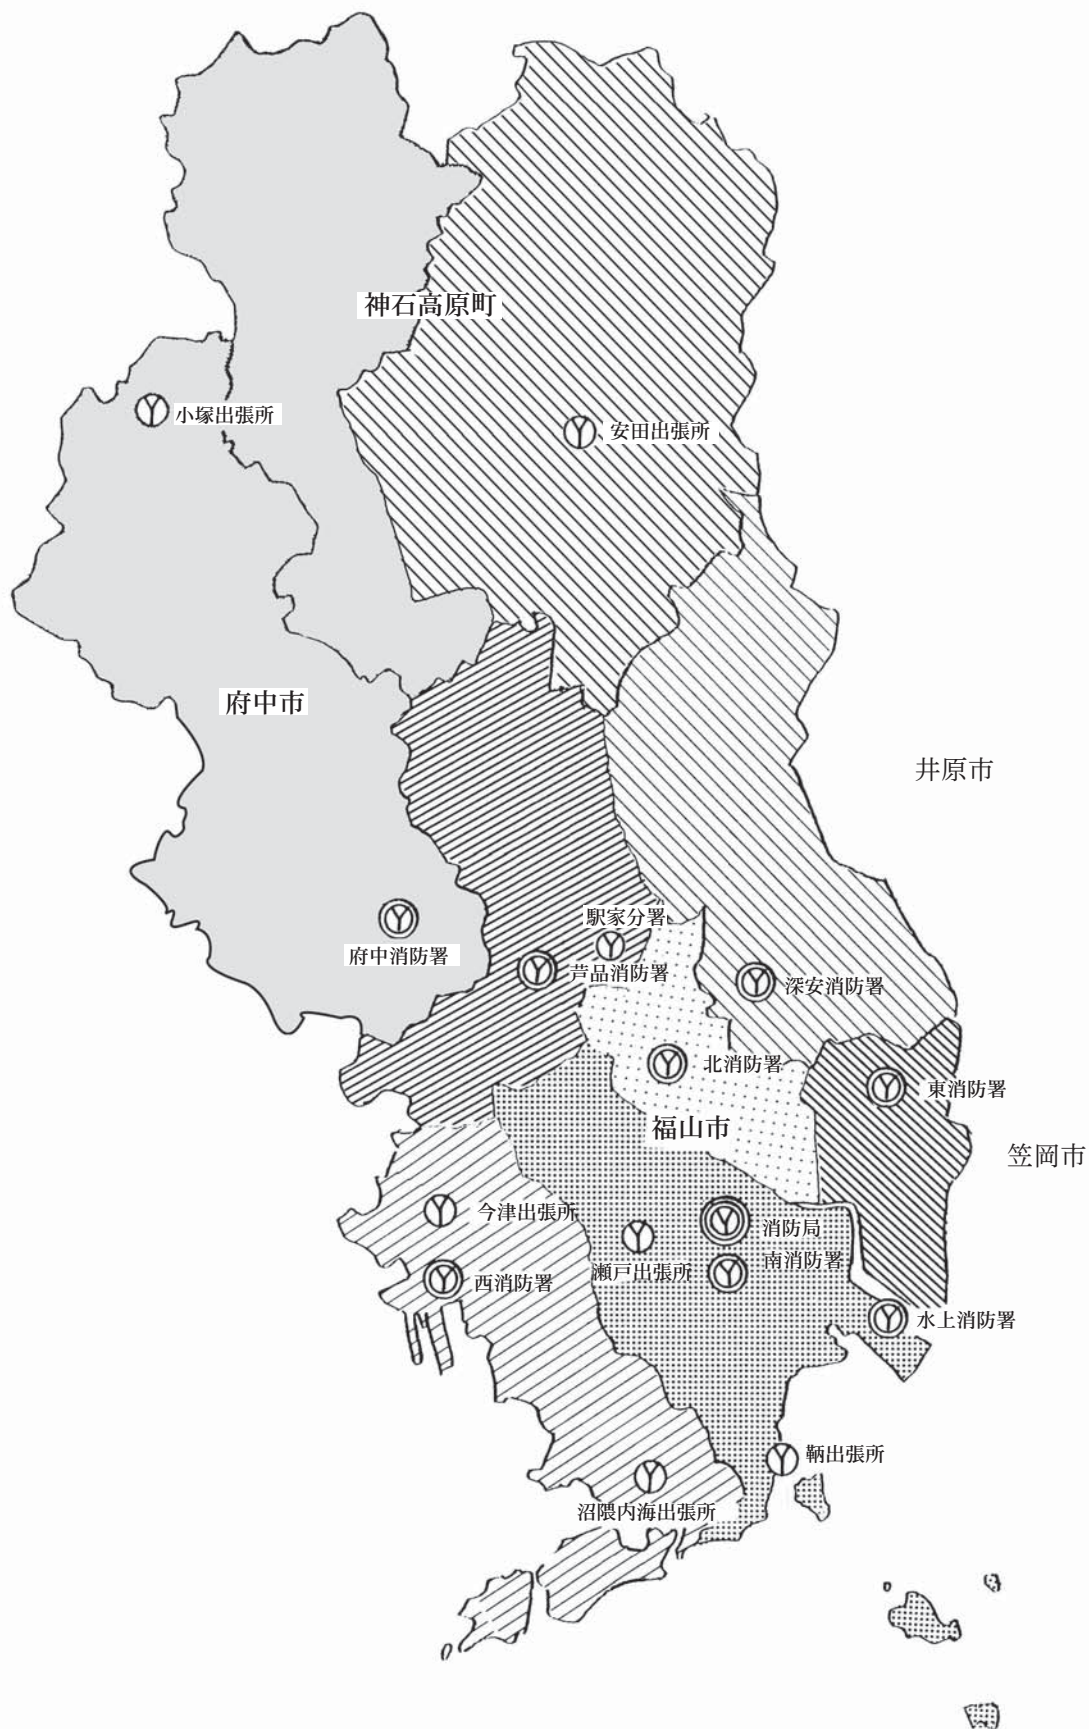 神石高原町
小塚出張所
安田出張所
府中市
井原市
駅家分署
府中消防署
芦品消防署
深安消防署
北消防署
東消防署
福山市
笠岡市
今津出張所
消防局
南消防署
瀬戸出張所
西消防署
水上消防署
鞆出張所
沼隈内海出張所